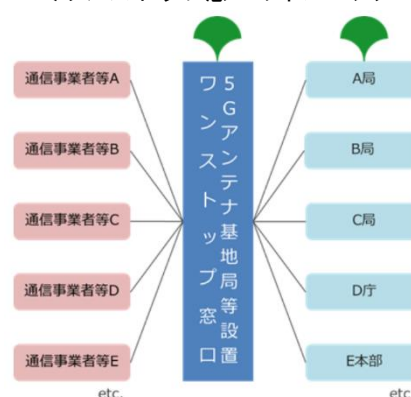 通信事業者等A
通信事業者等B
通信事業者等C
通信事業者等D
通信事業者等E
etc.
5Gアンテナ基地局等設置
ワンストップ窓口
A局
B局
C局
D庁
E本部
etc